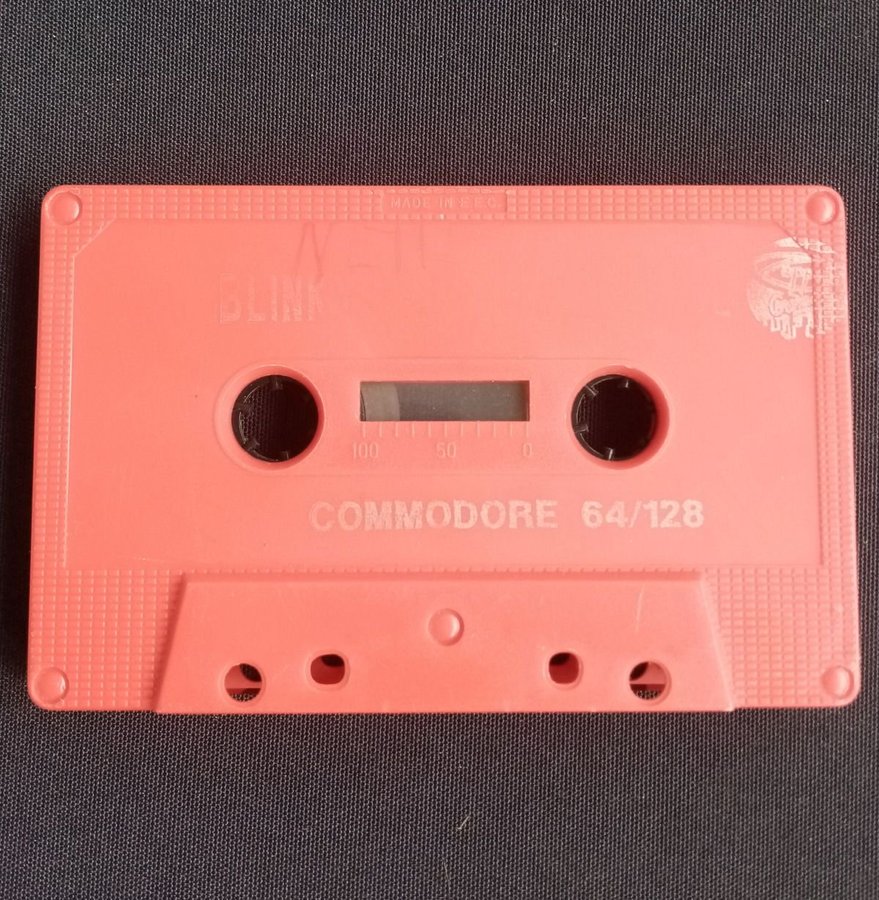 MADE IN E.E.C.
BLINK
100 50 0
COMMODORE 64/128